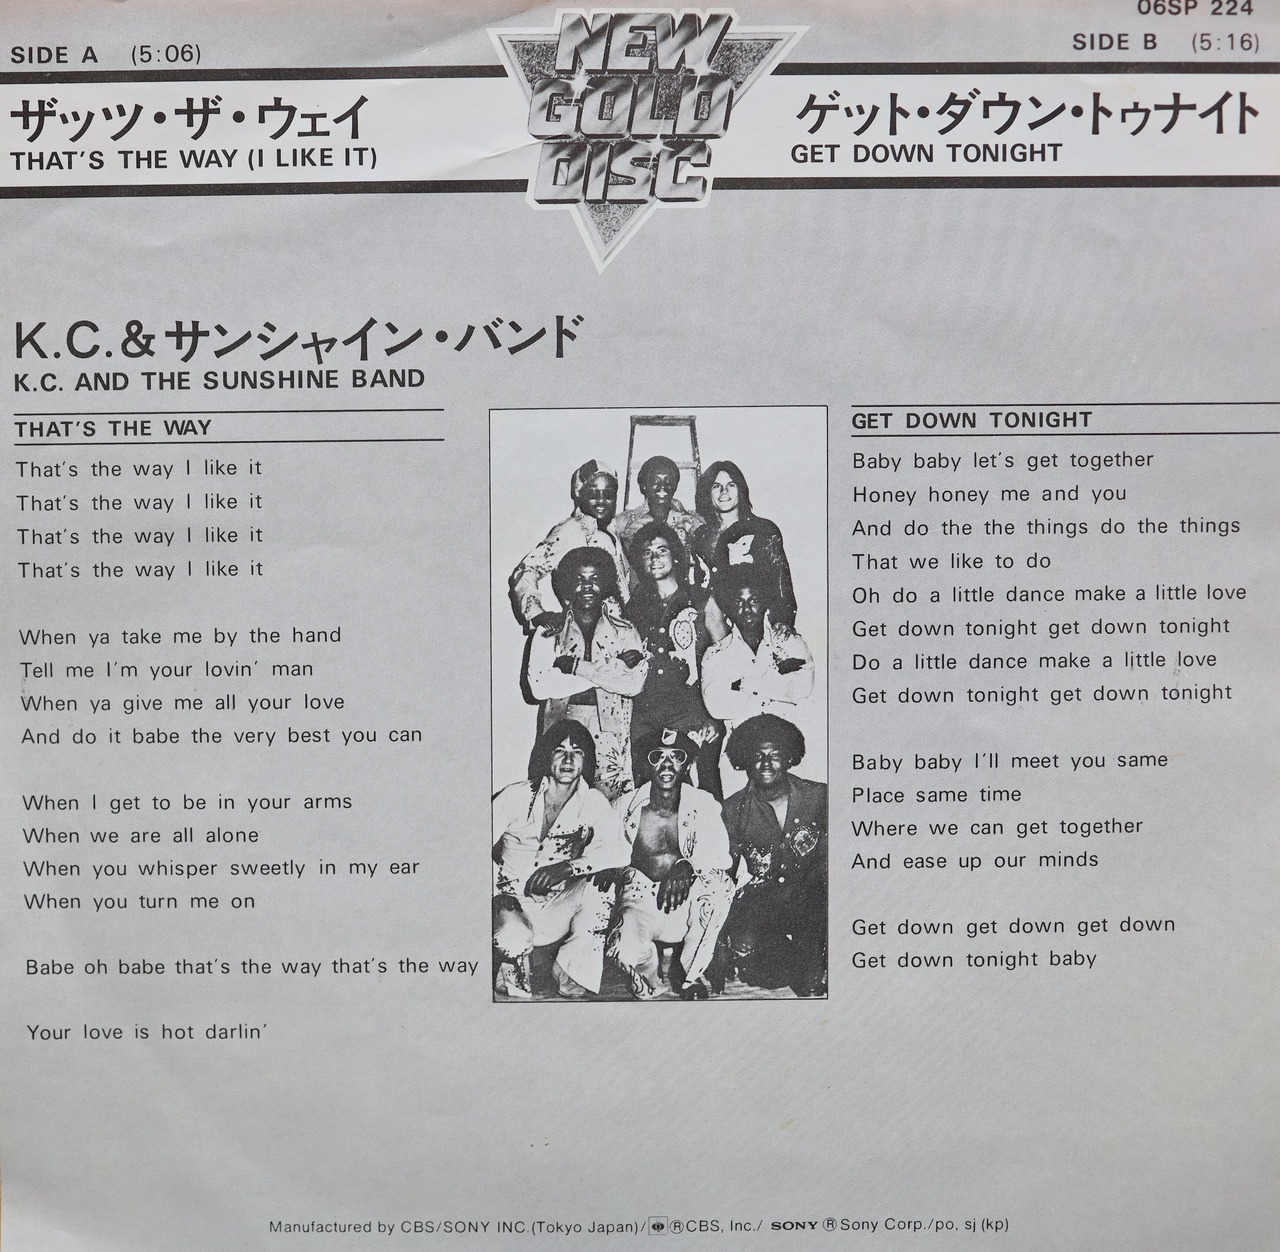 06SP 224
SIDE A (5:06)
SIDE B (5:16)
NEW
GOLD
DISC
ザッツ・ザ・ウェイ
THAT'S THE WAY (I LIKE IT)
ゲット・ダウン・トゥナイト
GET DOWN TONIGHT
K.C.&サンシャイン・バンド
K.C. AND THE SUNSHINE BAND
THAT'S THE WAY
That's the way I like it
That's the way I like it
That's the way I like it
That's the way I like it
When ya take me by the hand
Tell me I'm your lovin' man
When ya give me all your love
And do it babe the very best you can
When I get to be in your arms
When we are all alone
When you whisper sweetly in my ear
When you turn me on
Babe oh babe that's the way that's the way
Your love is hot darlin'
GET DOWN TONIGHT
Baby baby let's get together
Honey honey me and you
And do the the things do the things
That we like to do
Oh do a little dance make a little love
Get down tonight get down tonight
Do a little dance make a little love
Get down tonight get down tonight
Baby baby I'll meet you same
Place same time
Where we can get together
And ease up our minds
Get down get down get down
Get down tonight baby
Manufactured by CBS/SONY INC.(Tokyo Japan)/ ®CBS, Inc./ SONY ®Sony Corp./po, sj (kp)